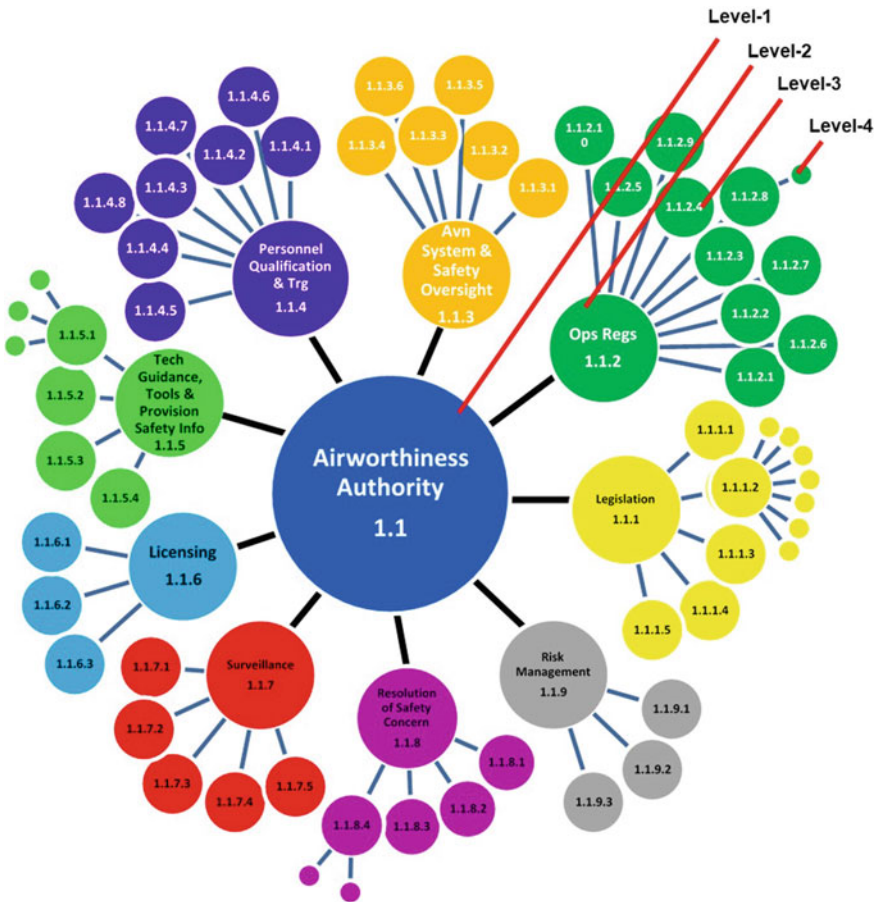 Level-1
Level-2
Level-3
Level-4
1.1.4.6
1.1.4.7
1.1.4.2
1.1.4.1
1.1.4.3
1.1.4.8
1.1.4.4
1.1.4.5
Personnel
Qualification
& Trg
1.1.4
1.1.3.6
1.1.3.5
1.1.3.4
1.1.3.3
1.1.3.2
1.1.3.1
Avn
System &
Safety
Oversight
1.1.3
1.1.2.1
0
1.1.2.9
1.1.2.5
1.1.2.4
1.1.2.8
1.1.2.3
1.1.2.7
1.1.2.2
1.1.2.6
1.1.2.1
Ops Regs
1.1.2
1.1.5.1
1.1.5.2
1.1.5.3
1.1.5.4
Tech
Guidance,
Tools &
Provision
Safety Info
1.1.5
Airworthiness
Authority
1.1
1.1.1.1
1.1.1.2
1.1.1.3
1.1.1.4
1.1.1.5
Legislation
1.1.1
1.1.6.1
1.1.6.2
1.1.6.3
Licensing
1.1.6
Surveillance
1.1.7
1.1.7.1
1.1.7.2
1.1.7.3
1.1.7.4
1.1.7.5
Resolution
of Safety
Concern
1.1.8
1.1.8.1
1.1.8.2
1.1.8.3
1.1.8.4
Risk
Management
1.1.9
1.1.9.1
1.1.9.2
1.1.9.3